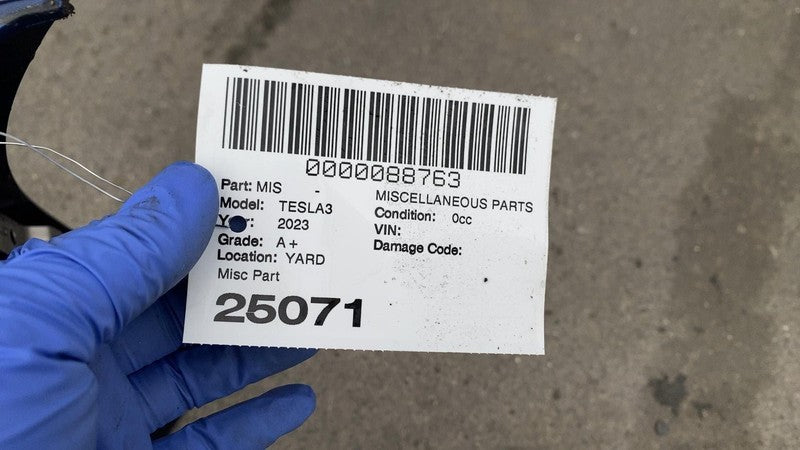 0000088763
Part: MIS - MISCELLANEOUS PARTS
Model: TESLA3 Condition: 0cc
Year: 2023 VIN:
Grade: A+ Damage Code:
Location: YARD
Misc Part
25071